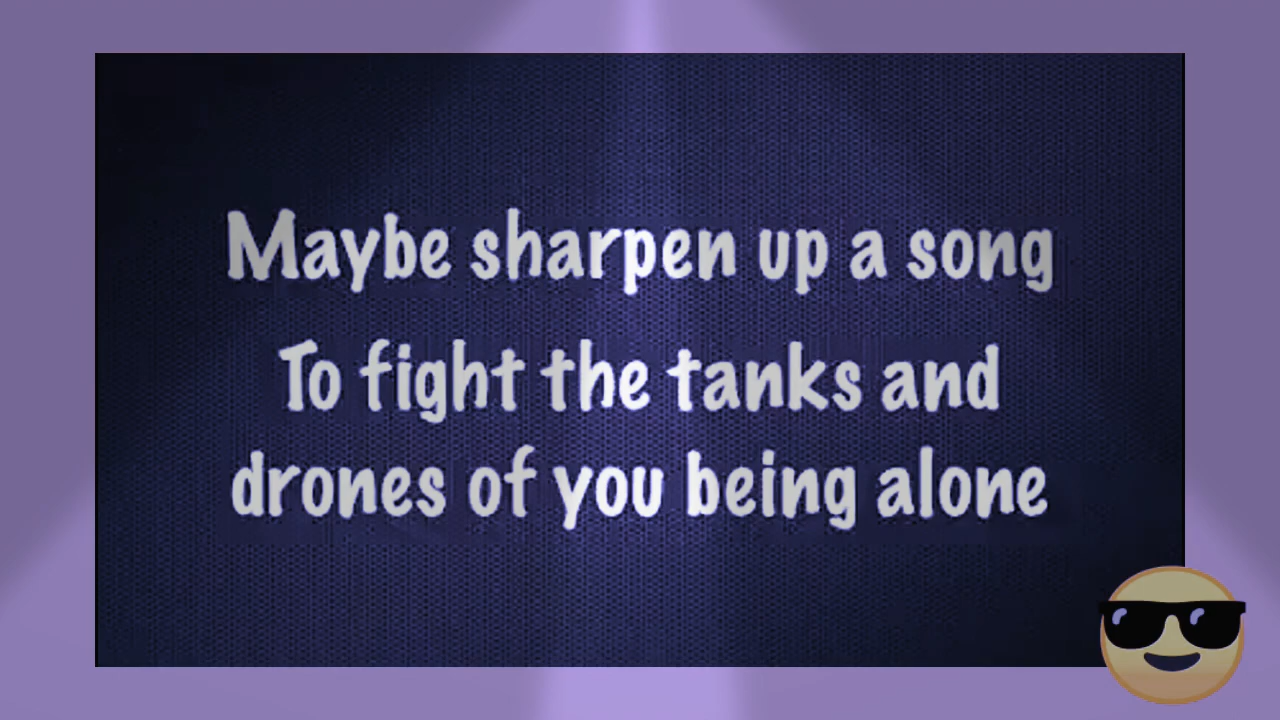 Maybe sharpen up a song
To fight the tanks and
drones of you being alone